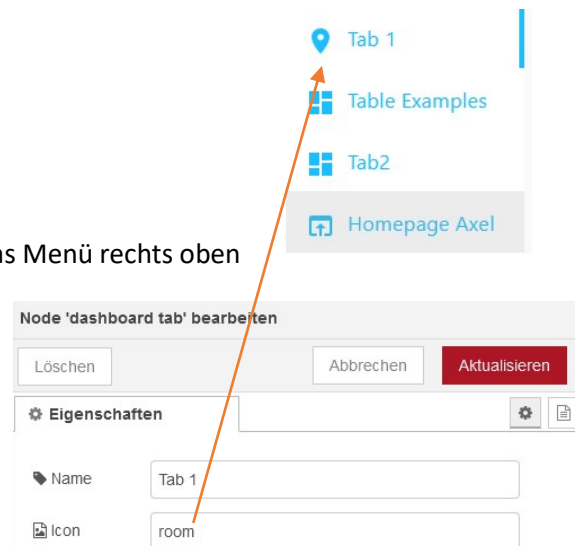 Tab 1
Table Examples
Tab2
Homepage Axel
Menü rechts oben
Node 'dashboard tab' bearbeiten
Löschen Abbrechen Aktualisieren
Eigenschaften
Name Tab 1
Icon room